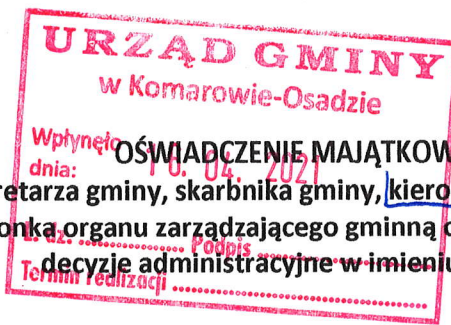 URZĄD GMINY
w Komarowie-Osadzie
Wpłynęło
OŚWIADCZENIE MAJĄTKOW
dnia: 16. 04. 2021
retarza gminy, skarbnika gminy, kiero
onka organu zarządzającego gminną o
L. dz. .................... Podpis ....................
decyzje administracyjne w imieniu
Termin realizacji ........................................